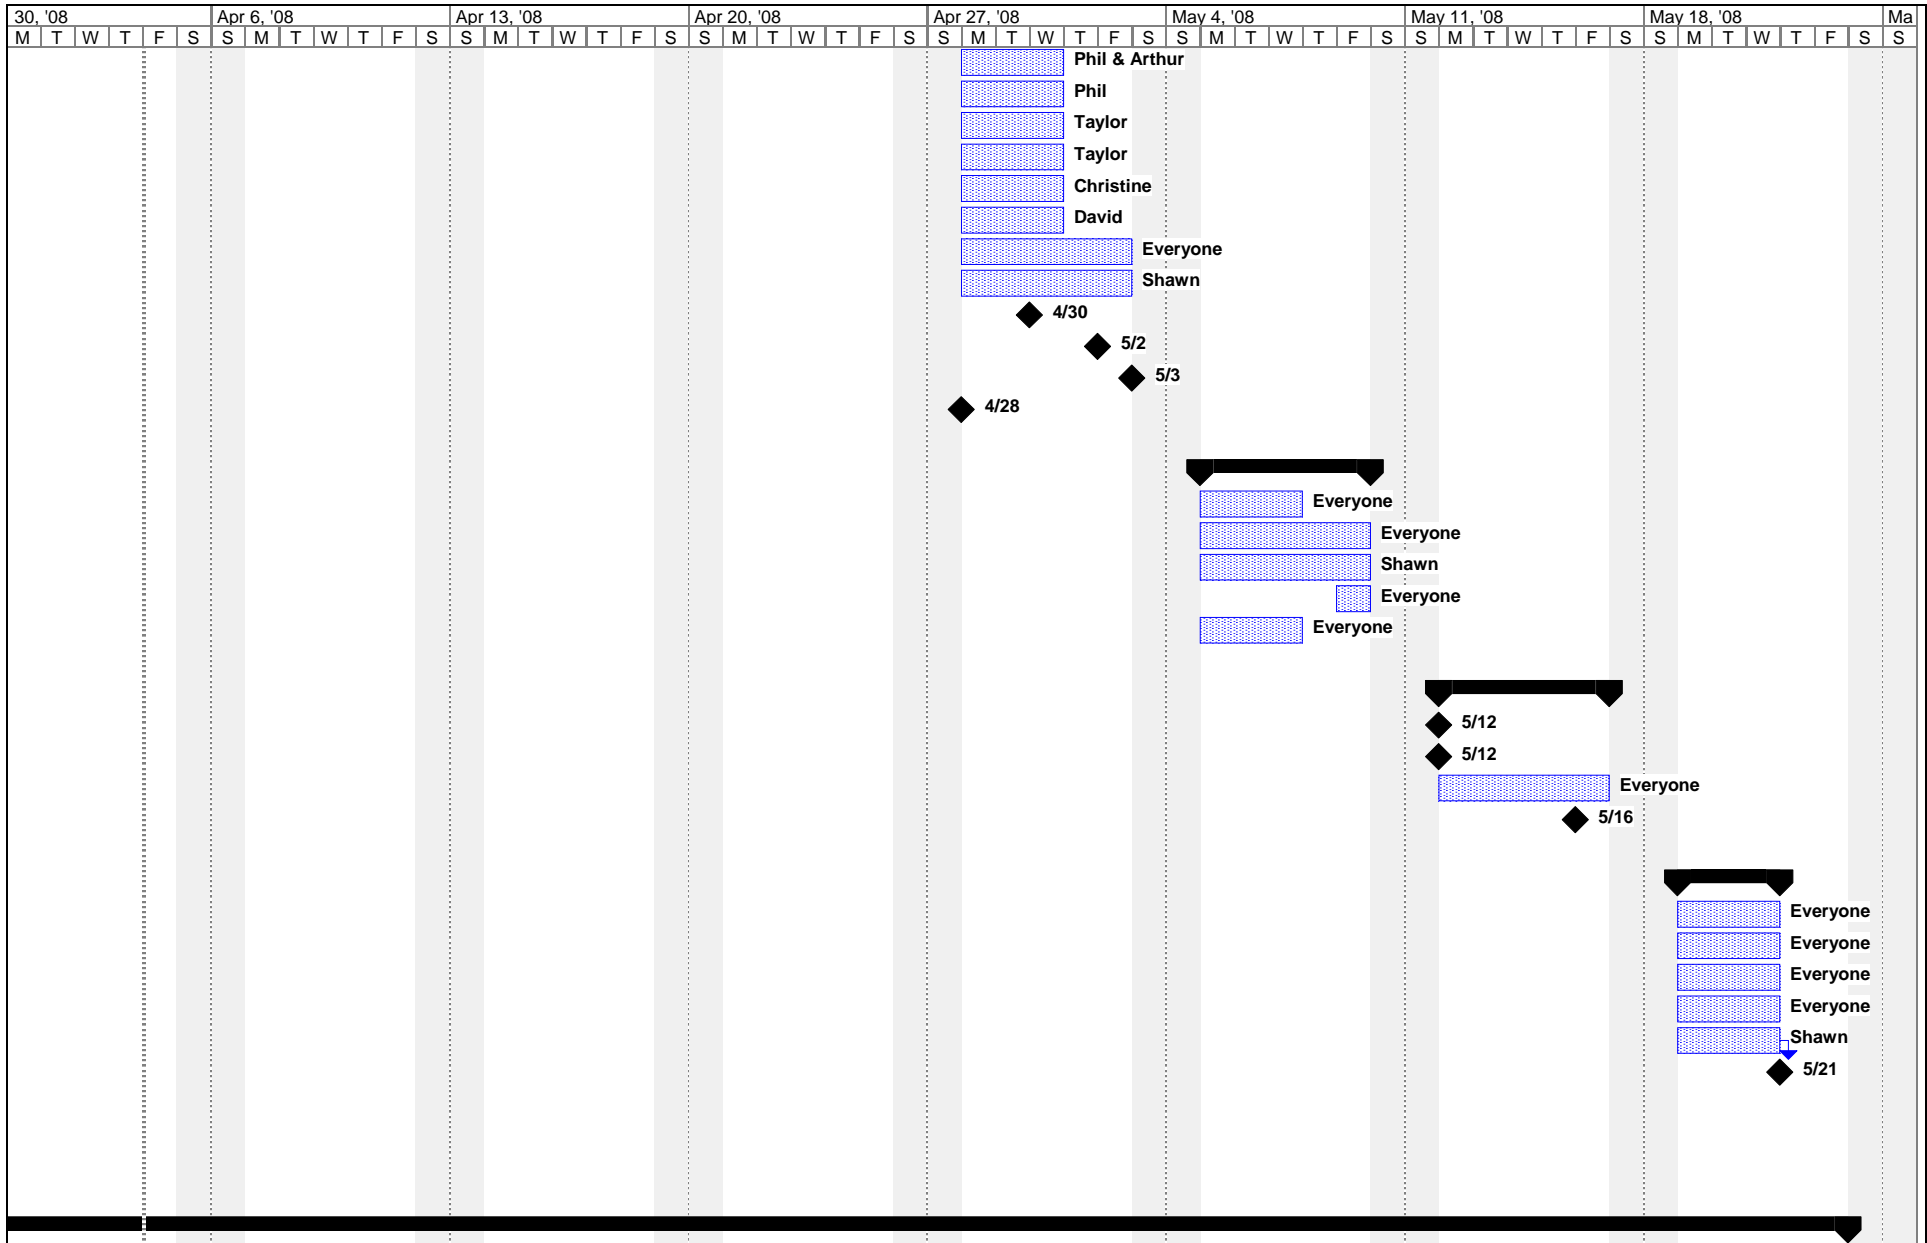 30, '08 Apr 6, '08 Apr 13, '08 Apr 20, '08 Apr 27, '08 May 4, '08 May 11, '08 May 18, '08 Ma
M T W T F S S M T W T F S S M T W T F S S M T W T F S S M T W T F S S M T W T F S S M T W T F S S M T W T F S S
Phil & Arthur
Phil
Taylor
Taylor
Christine
David
Everyone
Shawn
4/30
5/2
5/3
4/28
Everyone
Everyone
Shawn
Everyone
Everyone
5/12
5/12
Everyone
5/16
Everyone
Everyone
Everyone
Everyone
Shawn
5/21